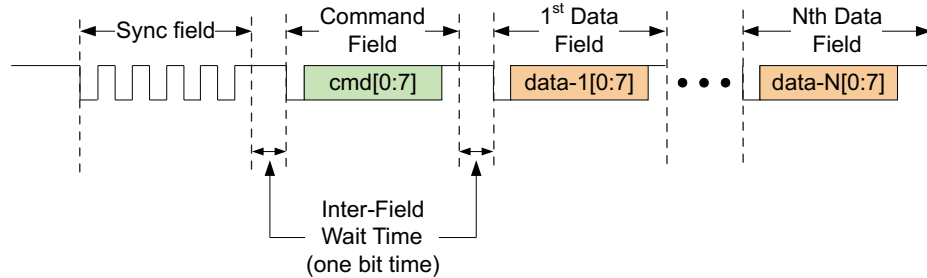 Sync field
Command
Field
1st Data
Field
Nth Data
Field
cmd[0:7]
data-1[0:7]
data-N[0:7]
Inter-Field
Wait Time
(one bit time)